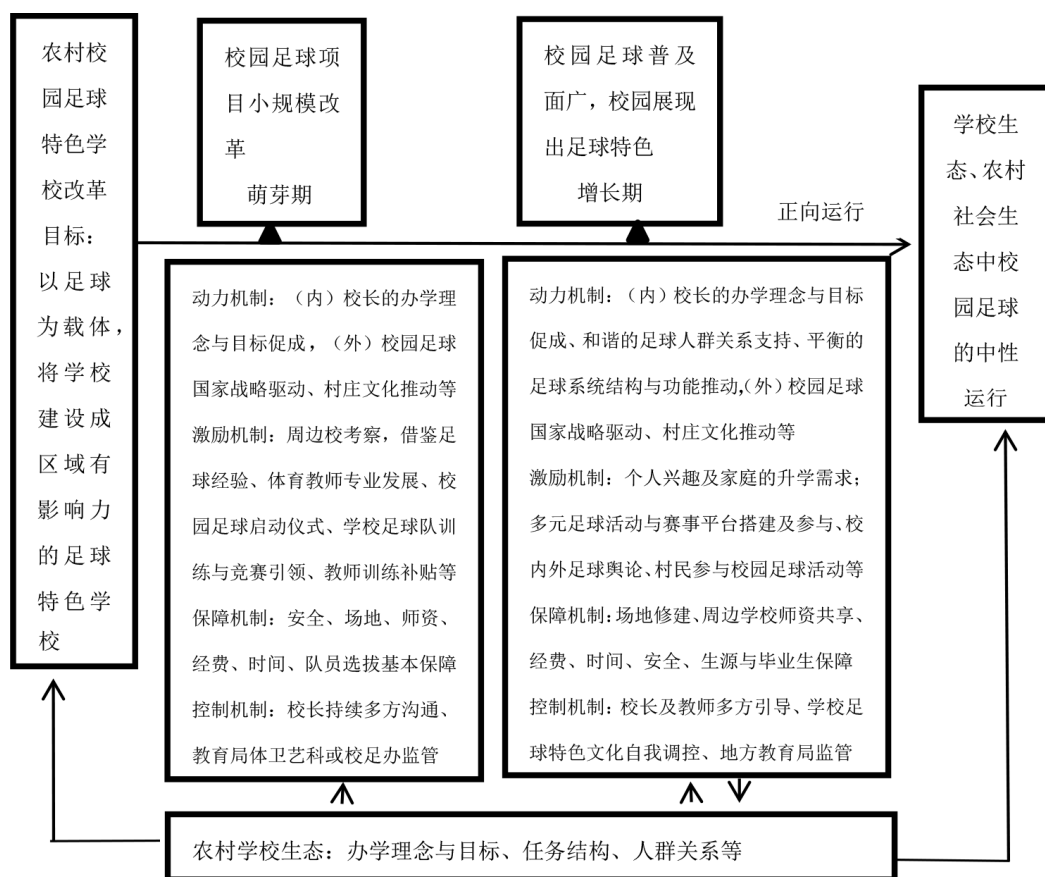 农村校
园足球
特色学
校改革
目标：
以足球
为载体，
将学校
建设成
区域有
影响力
的足球
特色学
校
校园足球项
目小规模改
革
萌芽期
校园足球普及
面广，校园展现
出足球特色
增长期
正向运行
学校生
态、农村
社会生
态中校
园足球
的中性
运行
动力机制：（内）校长的办学理
念与目标促成，（外）校园足球
国家战略驱动、村庄文化推动等
激励机制：周边校考察，借鉴足
球经验、体育教师专业发展、校
园足球启动仪式、学校足球队训
练与竞赛引领、教师训练补贴等
保障机制：安全、场地、师资、
经费、时间、队员选拔基本保障
控制机制：校长持续多方沟通、
教育局体卫艺科或校足办监管
动力机制：（内）校长的办学理念与目标
促成、和谐的足球人群关系支持、平衡的
足球系统结构与功能推动，（外）校园足球
国家战略驱动、村庄文化推动等
激励机制：个人兴趣及家庭的升学需求；
多元足球活动与赛事平台搭建及参与、校
内外足球舆论、村民参与校园足球活动等
保障机制：场地修建、周边学校师资共享、
经费、时间、安全、生源与毕业生保障
控制机制：校长及教师多方引导、学校足
球特色文化自我调控、地方教育局监管
农村学校生态：办学理念与目标、任务结构、人群关系等